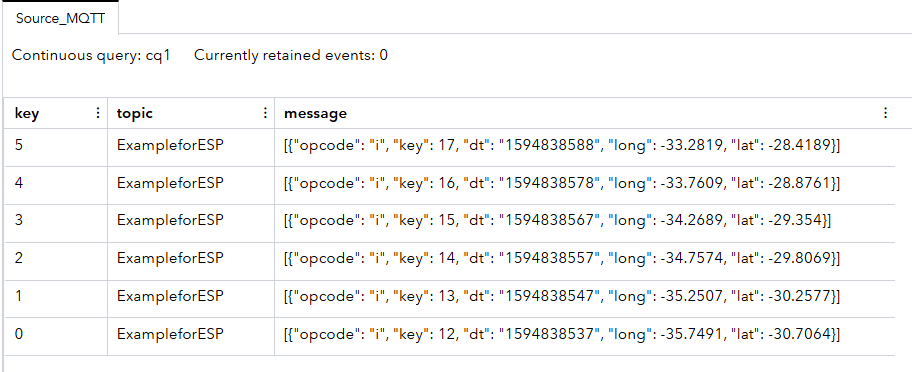 Source_MQTT
Continuous query: cq1 Currently retained events: 0
key topic message
5 ExampleforESP [{"opcode": "i", "key": 17, "dt": "1594838588", "long": -33.2819, "lat": -28.4189}]
4 ExampleforESP [{"opcode": "i", "key": 16, "dt": "1594838578", "long": -33.7609, "lat": -28.8761}]
3 ExampleforESP [{"opcode": "i", "key": 15, "dt": "1594838567", "long": -34.2689, "lat": -29.354}]
2 ExampleforESP [{"opcode": "i", "key": 14, "dt": "1594838557", "long": -34.7574, "lat": -29.8069}]
1 ExampleforESP [{"opcode": "i", "key": 13, "dt": "1594838547", "long": -35.2507, "lat": -30.2577}]
0 ExampleforESP [{"opcode": "i", "key": 12, "dt": "1594838537", "long": -35.7491, "lat": -30.7064}]